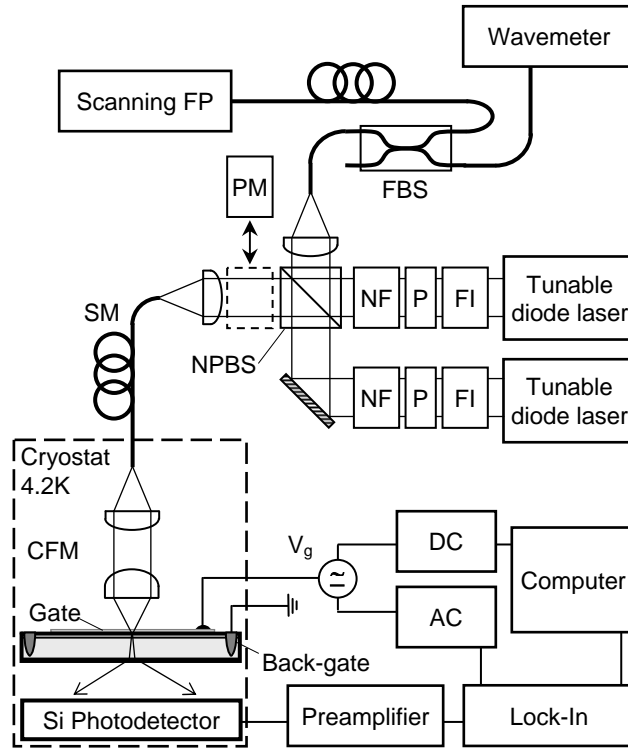 Wavemeter
Scanning FP
FBS
PM
SM
NF
P
FI
Tunable
diode laser
NPBS
NF
P
FI
Tunable
diode laser
Cryostat
4.2K
CFM
Vg
DC
Computer
AC
Gate
Back-gate
Si Photodetector
Preamplifier
Lock-In